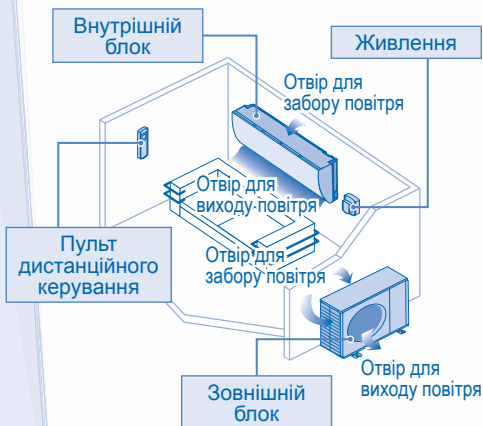 Внутрішній
блок
Живлення
Отвір для
забору повітря
Отвір для
виходу повітря
Пульт
дистанційного
керування
Отвір для
забору повітря
Отвір для
виходу повітря
Зовнішній
блок